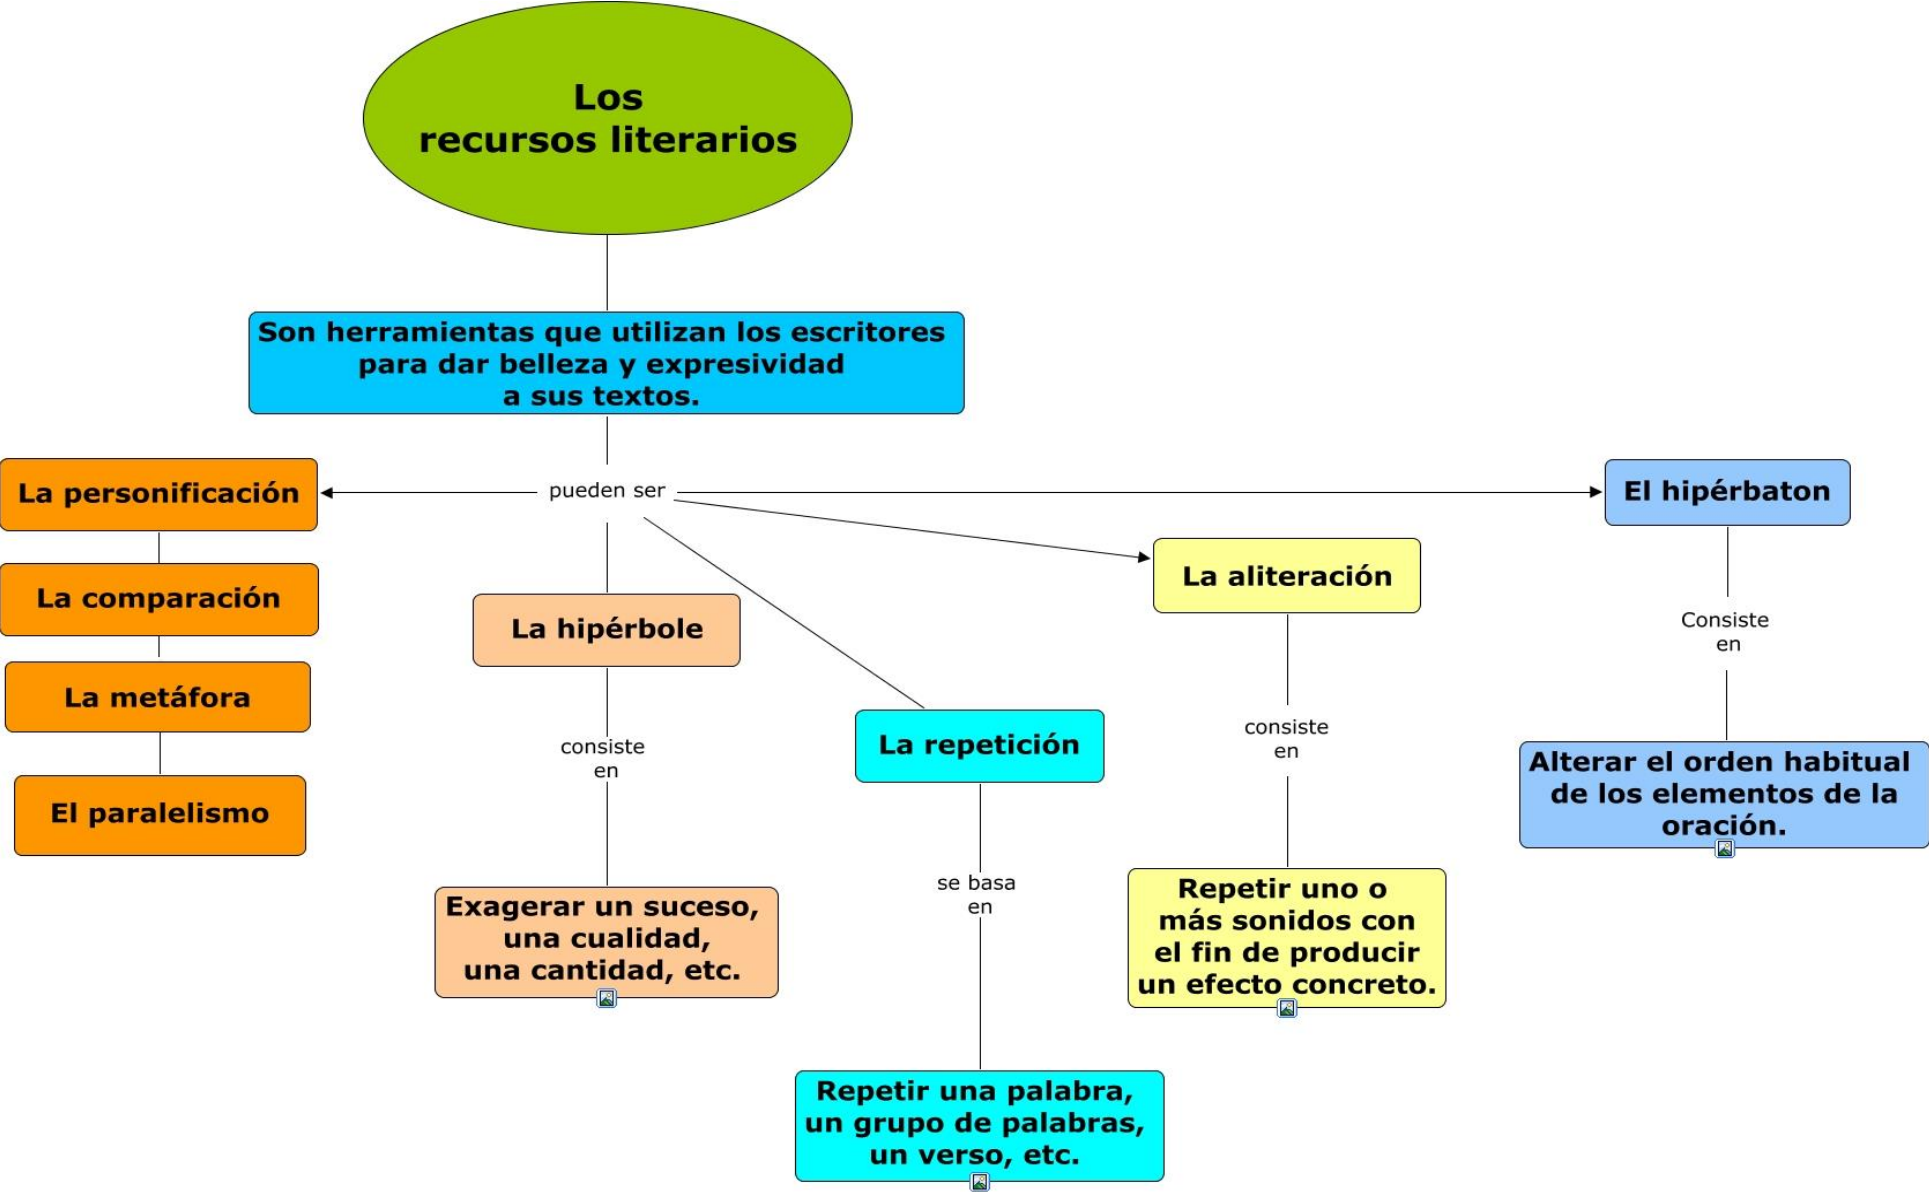 Los
recursos literarios
Son herramientas que utilizan los escritores
para dar belleza y expresividad
a sus textos.
pueden ser
La personificación
La comparación
La metáfora
El paralelismo
La hipérbole
consiste
en
Exagerar un suceso,
una cualidad,
una cantidad, etc.
La repetición
se basa
en
Repetir una palabra,
un grupo de palabras,
un verso, etc.
La aliteración
consiste
en
Repetir uno o
más sonidos con
el fin de producir
un efecto concreto.
El hipérbaton
Consiste
en
Alterar el orden habitual
de los elementos de la
oración.